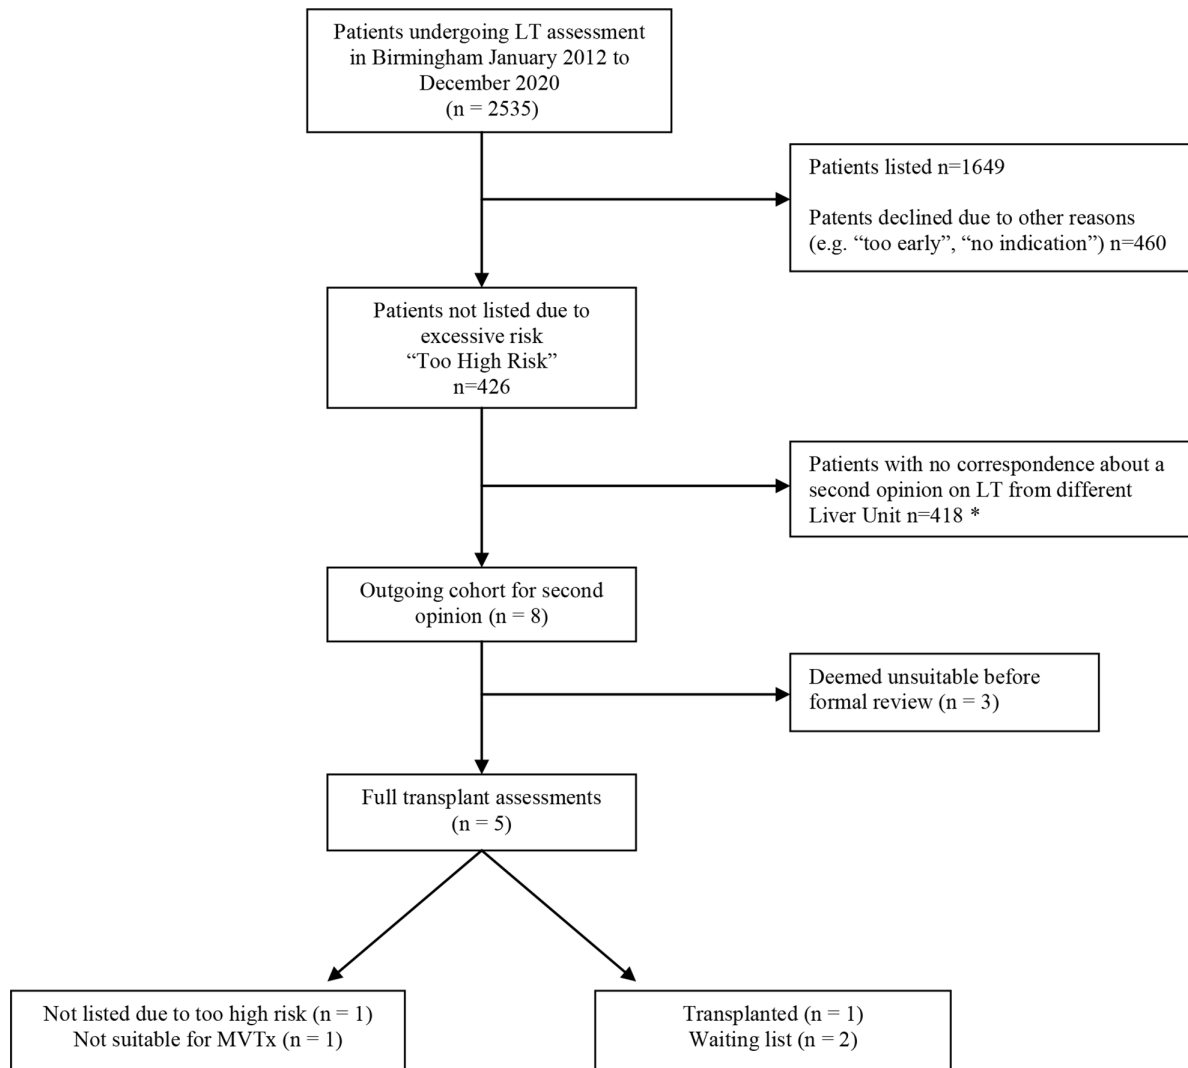 Patients undergoing LT assessment
in Birmingham January 2012 to
December 2020
(n = 2535)
Patients listed n=1649
Patents declined due to other reasons
(e.g. “too early”, “no indication”) n=460
Patients not listed due to
excessive risk
“Too High Risk”
n=426
Patients with no correspondence about a
second opinion on LT from different
Liver Unit n=418 *
Outgoing cohort for second
opinion (n = 8)
Deemed unsuitable before
formal review (n = 3)
Full transplant assessments
(n = 5)
Not listed due to too high risk (n = 1)
Not suitable for MVTx (n = 1)
Transplanted (n = 1)
Waiting list (n = 2)